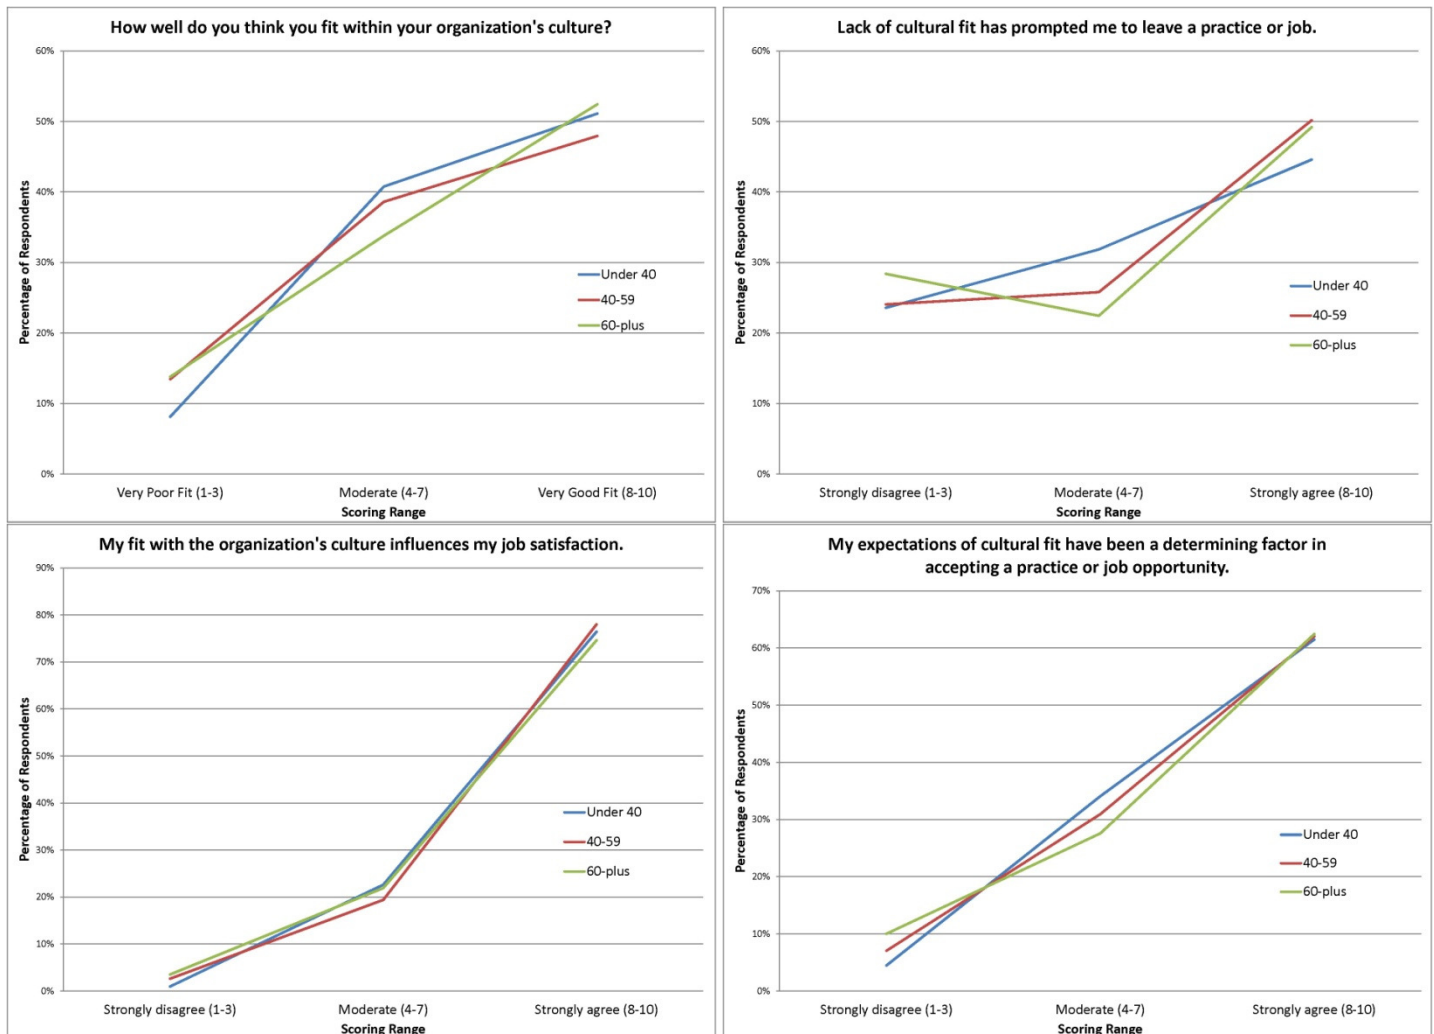 How well do you think you fit within your organization's culture?
60%
50%
40%
30%
20%
10%
0%
Percentage of Respondents
Under 40
40-59
60-plus
Very Poor Fit (1-3)
Moderate (4-7)
Very Good Fit (8-10)
Scoring Range
Lack of cultural fit has prompted me to leave a practice or job.
60%
50%
40%
30%
20%
10%
0%
Percentage of Respondents
Under 40
40-59
60-plus
Strongly disagree (1-3)
Moderate (4-7)
Strongly agree (8-10)
Scoring Range
My fit with the organization's culture influences my job satisfaction.
90%
80%
70%
60%
50%
40%
30%
20%
10%
0%
Percentage of Respondents
Under 40
40-59
60-plus
Strongly disagree (1-3)
Moderate (4-7)
Strongly agree (8-10)
Scoring Range
My expectations of cultural fit have been a determining factor in
accepting a practice or job opportunity.
70%
60%
50%
40%
30%
20%
10%
0%
Percentage of Respondents
Under 40
40-59
60-plus
Strongly disagree (1-3)
Moderate (4-7)
Strongly agree (8-10)
Scoring Range